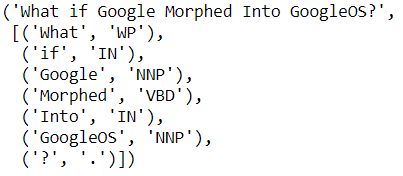 ('What if Google Morphed Into GoogleOS?',
[('What', 'WP'),
('if', 'IN'),
('Google', 'NNP'),
('Morphed', 'VBD'),
('Into', 'IN'),
('GoogleOS', 'NNP'),
('?', '.')])